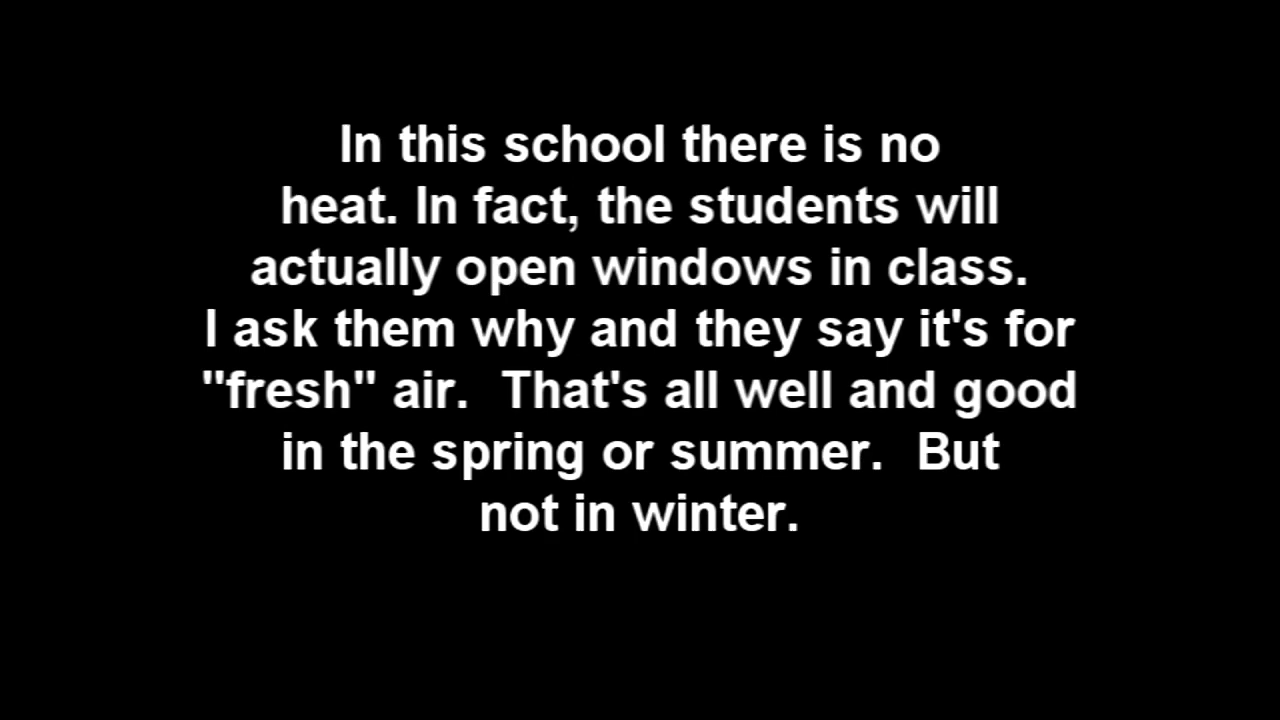 In this school there is no
heat. In fact, the students will
actually open windows in class.
I ask them why and they say it's for
"fresh" air.  That's all well and good
in the spring or summer.  But
not in winter.